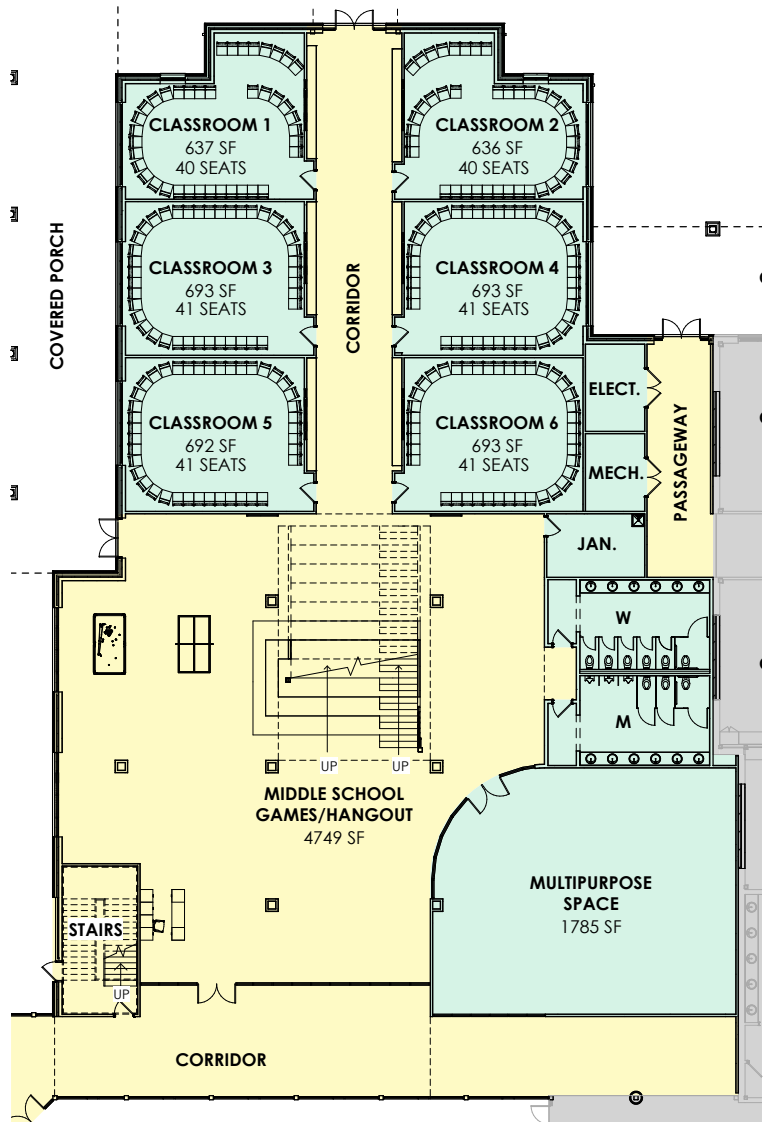 CLASSROOM 1
637 SF
40 SEATS
CLASSROOM 2
636 SF
40 SEATS
COVERED PORCH
CLASSROOM 3
693 SF
41 SEATS
CORRIDOR
CLASSROOM 4
693 SF
41 SEATS
CLASSROOM 5
692 SF
41 SEATS
CLASSROOM 6
693 SF
41 SEATS
ELECT.
MECH.
PASSAGEWAY
JAN.
W
M
UP
UP
MIDDLE SCHOOL
GAMES/HANGOUT
4749 SF
MULTIPURPOSE
SPACE
1785 SF
STAIRS
UP
CORRIDOR